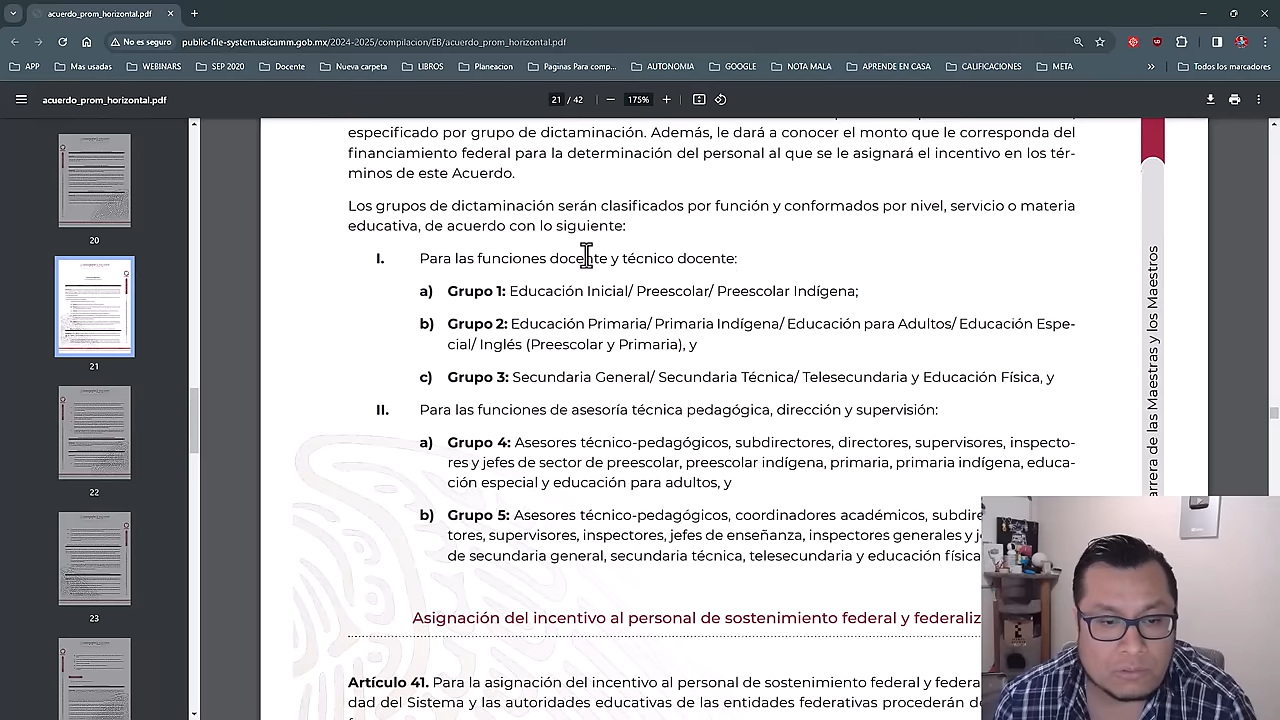 acuerdo_prom_horizontal.pdf
No es seguro public-file-system.usicamm.gob.mx/2024-2025/compilacion/EB/acuerdo_prom_horizontal.pdf
APP Mas usadas WEBINARS SEP 2020 Docente Nueva carpeta LIBROS Planeacion Paginas Para comp... AUTONOMIA GOOGLE NOTA MALA APRENDE EN CASA CALIFICACIONES META » Todos los marcadores
acuerdo_prom_horizontal.pdf 21 / 42 175%
20
21
22
23
especificado por grupo de dictaminación. Además, le dará a conocer el monto que le corresponda del
financiamiento federal para la determinación del personal al que se le asignará el incentivo en los tér-
minos de este Acuerdo.
Los grupos de dictaminación serán clasificados por función y conformados por nivel, servicio o materia
educativa, de acuerdo con lo siguiente:
I. Para las funciones docente y técnico docente:
a) Grupo 1: Educación Inicial/ Preescolar/ Preescolar Indígena;
b) Grupo 2: Educación Primaria/ Primaria Indígena/ Educación para Adultos/ Educación Espe-
cial/ Inglés (Preescolar y Primaria), y
c) Grupo 3: Secundaria General/ Secundaria Técnica/ Telesecundaria y Educación Física, y
II. Para las funciones de asesoría técnica pedagógica, dirección y supervisión:
a) Grupo 4: Asesores técnico-pedagógicos, subdirectores, directores, supervisores, inspecto-
res y jefes de sector de preescolar, preescolar indígena, primaria, primaria indígena, educa-
ción especial y educación para adultos, y
b) Grupo 5: Asesores técnico-pedagógicos, coordinadores académicos, subdire
tores, supervisores, inspectores, jefes de enseñanza, inspectores generales y j
de secundaria general, secundaria técnica, telesecundaria y educación física
Asignación del incentivo al personal de sostenimiento federal y federaliz
Artículo 41. Para la asignación del incentivo al personal de sostenimiento federal y federa
dad del Sistema y las autoridades educativas de las entidades federativas procederán d
arrera de las Maestras y los Maestros